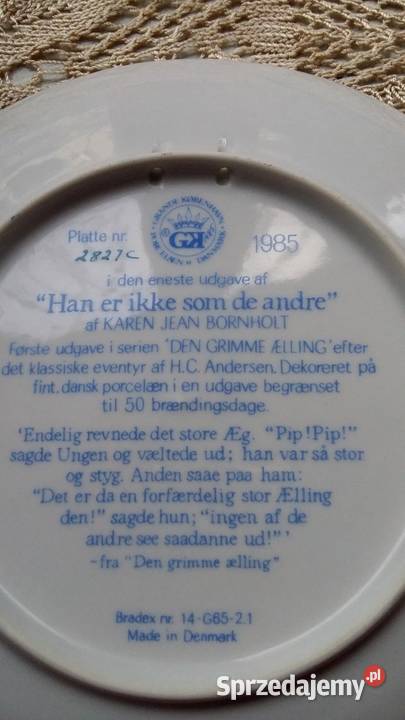 GRANDE KØBENHAVN
GK
PORCELÆN DANMARK
Platte nr.
2827C
1985
i den eneste udgave af
“Han er ikke som de andre”
af KAREN JEAN BORNHOLT
Første udgave i serien ‘DEN GRIMME ÆLLING’ efter
det klassiske eventyr af H.C. Andersen. Dekoreret på
fint, dansk porcelæn i en udgave begrænset
til 50 brændingsdage.
‘Endelig revnede det store Æg. “Pip!Pip!”
sagde Ungen og væltede ud; han var så stor
og styg. Anden saae paa ham:
“Det er da en forfærdelig stor Ælling
den!” sagde hun; “ingen af de
andre see saadanne ud!” ’
-fra “Den grimme ælling”
Bradex nr. 14-G65-2.1
Made in Denmark
Sprzedajemy.pl